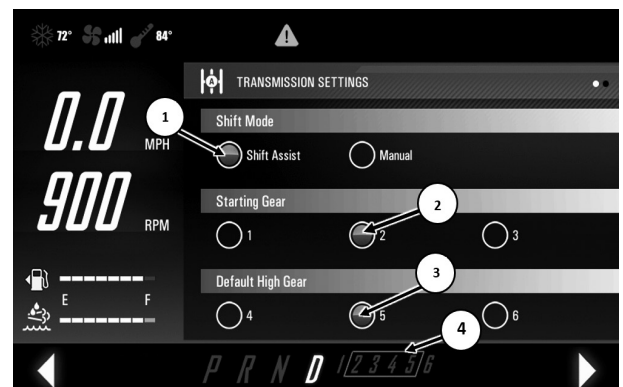 72° 84°
TRANSMISSION SETTINGS
0.0 MPH
1
Shift Mode
Shift Assist Manual
900 RPM
Starting Gear
2
1 2 3
Default High Gear
3
4 5 6
E F
4
P R N D 1 2 3 4 5 6